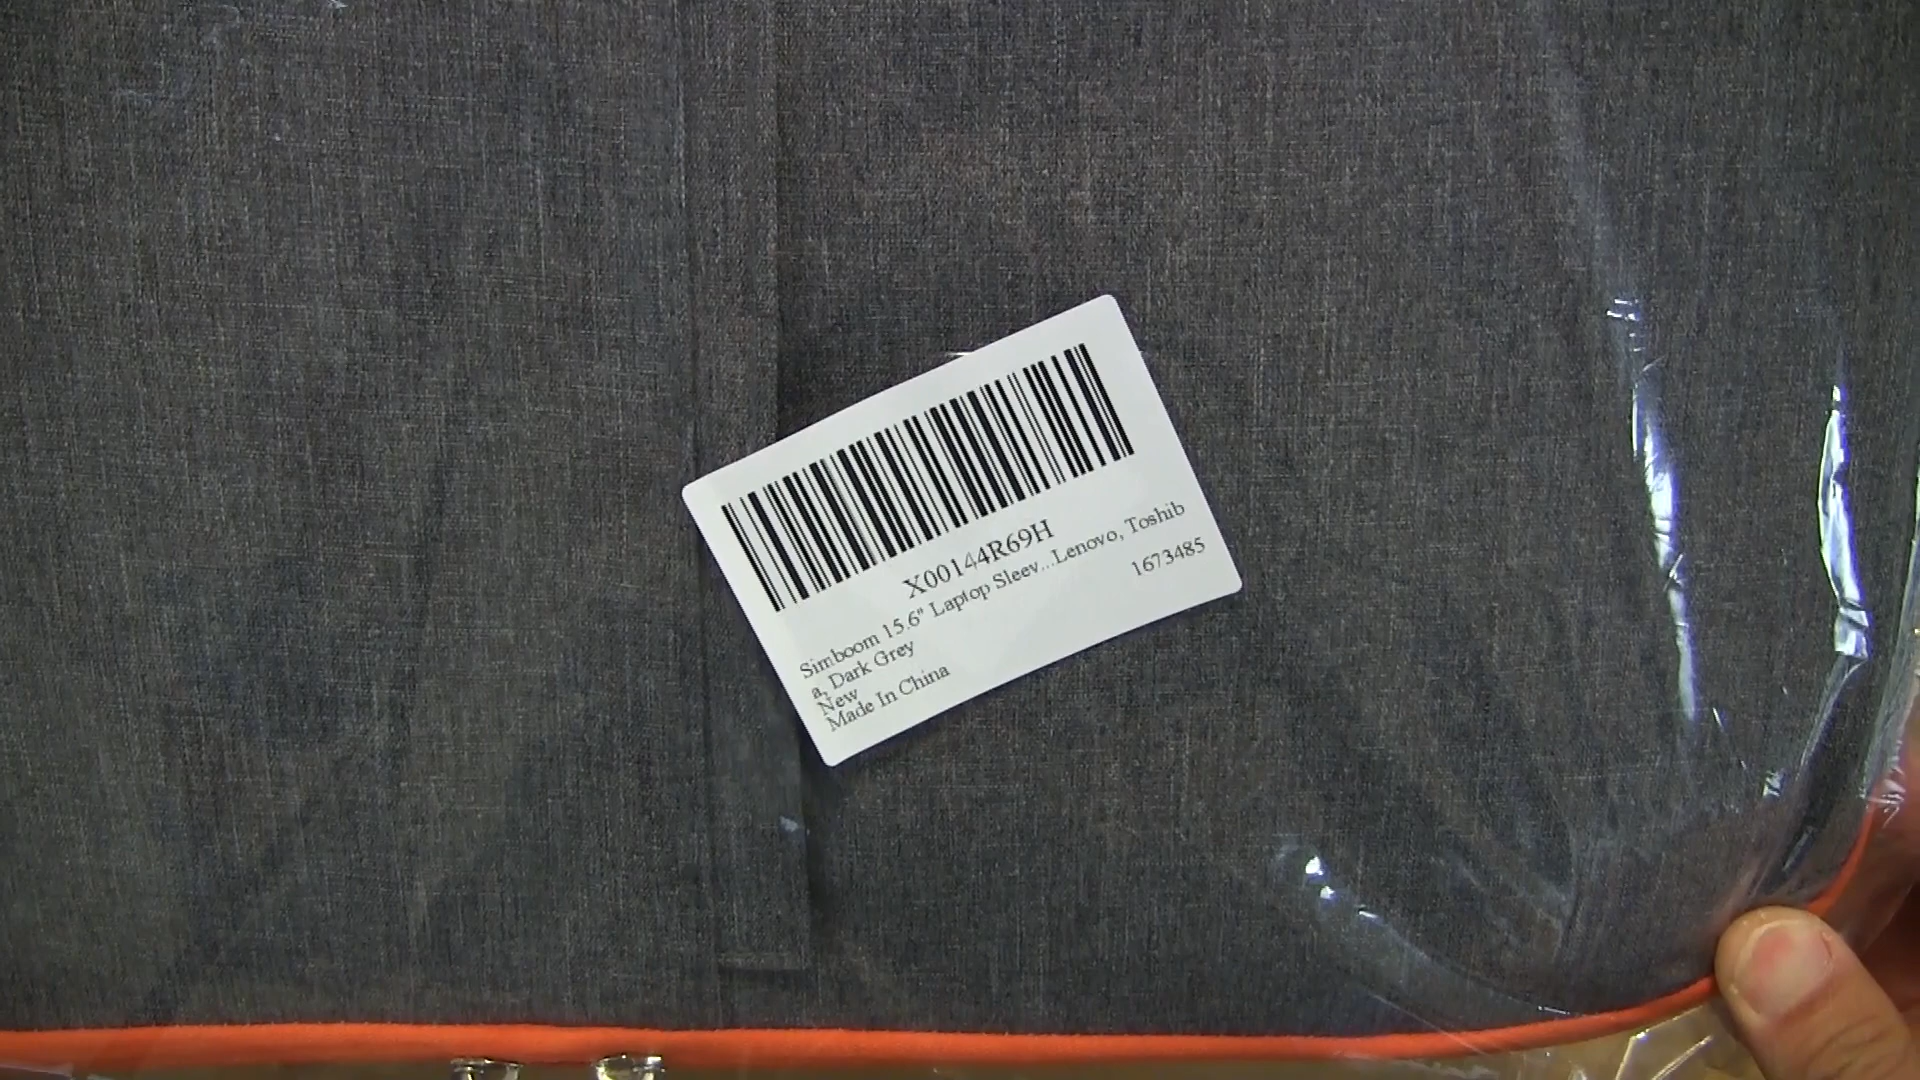 X00144R69H
Simboom 15.6" Laptop Sleev...Lenovo, Toshib
a, Dark Grey
1673485
New
Made In China